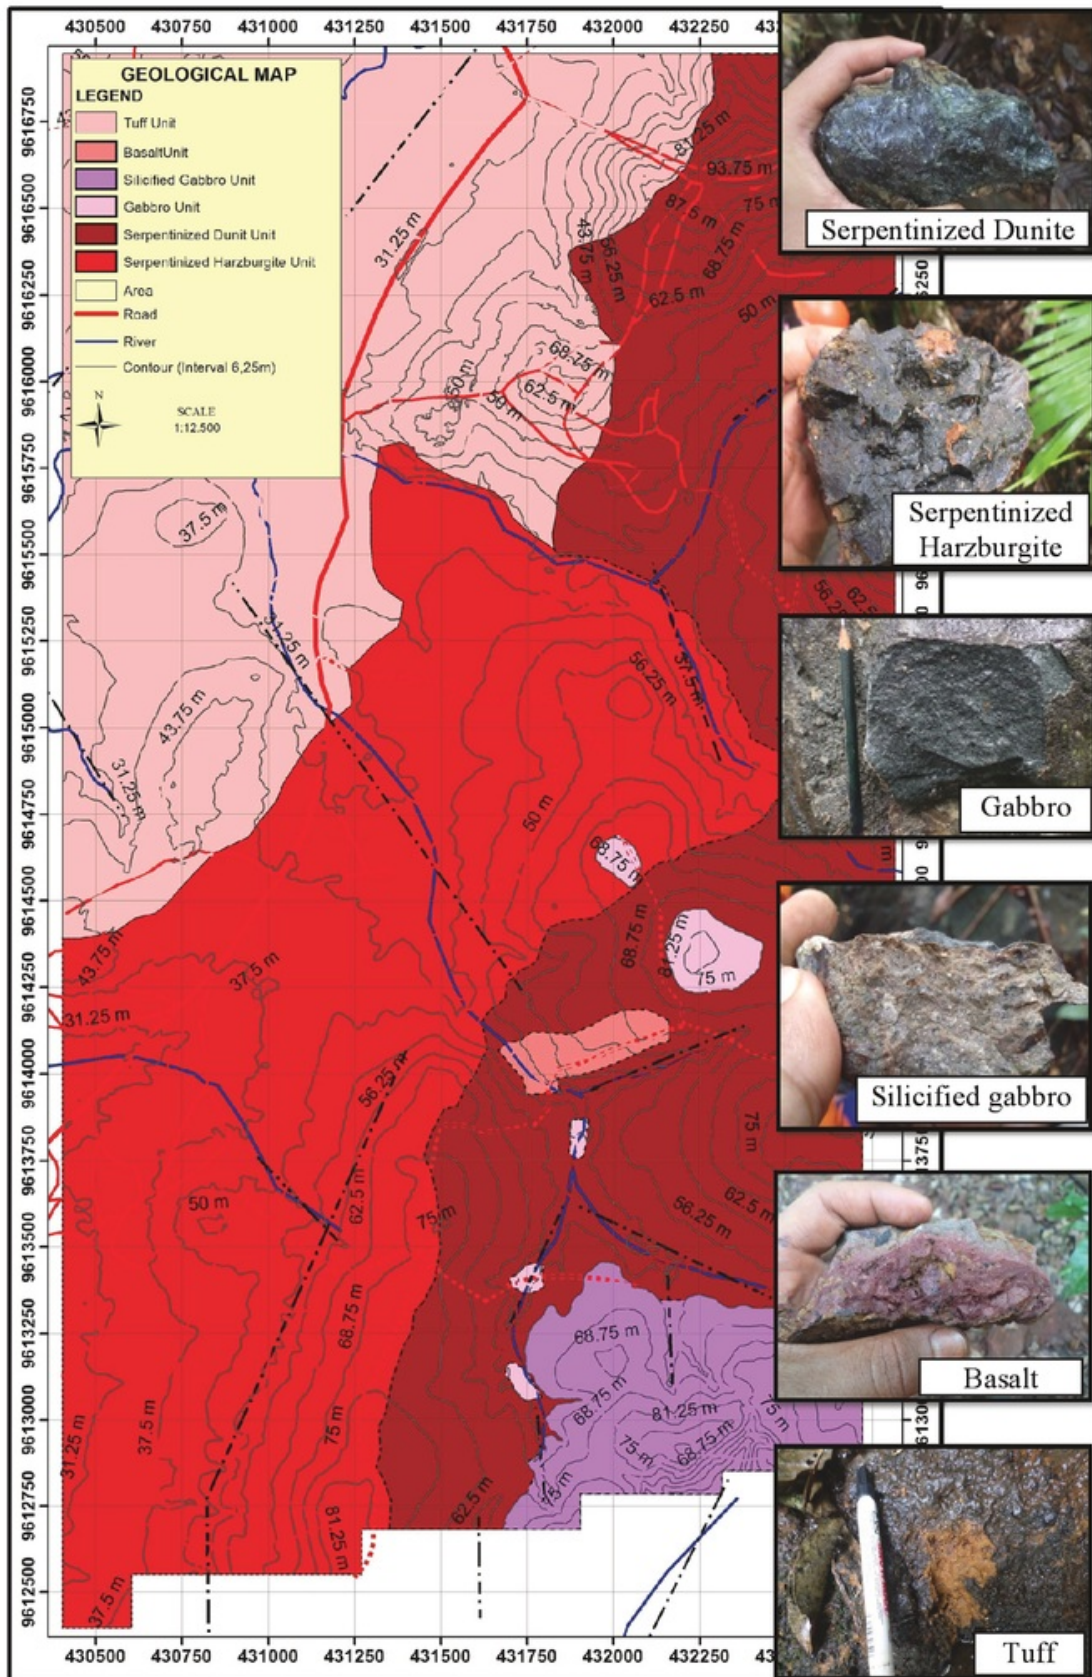 430500 430750 431000 431250 431500 431750 432000 432250
GEOLOGICAL MAP
LEGEND
Tuff Unit
BasaltUnit
Silicified Gabbro Unit
Gabbro Unit
Serpentinized Dunit Unit
Serpentinized Harzburgite Unit
Area
Road
River
Contour (Interval 6,25m)
N
SCALE
1:12.500
9616750
9616500
9616250
9616000
9615750
9615500
9615250
9615000
9614750
9614500
9614250
9614000
9613750
9613500
9613250
9613000
9612750
9612500
81.25 m
93.75 m
75 m
87.5 m
68.75 m
31.25 m
43.75 m
56.25 m
62.5 m
50 m
68.75 m
62.5 m
50 m
50 m
37.5 m
31.25 m
56.25 m
37.5 m
43.75 m
31.25 m
50 m
68.75 m
68.75 m
81.25 m
75 m
43.75 m
37.5 m
31.25 m
56.25 m
75 m
50 m
62.5 m
75 m
62.5 m
56.25 m
68.75 m
68.75 m
68.75 m
81.25 m
75 m
75 m
68.75 m
75 m
31.25 m
37.5 m
75 m
62.5 m
81.25 m
37.5 m
Serpentinized Dunite
Serpentinized
Harzburgite
Gabbro
Silicified gabbro
Basalt
Tuff
430500 430750 431000 431250 431500 431750 432000 432250